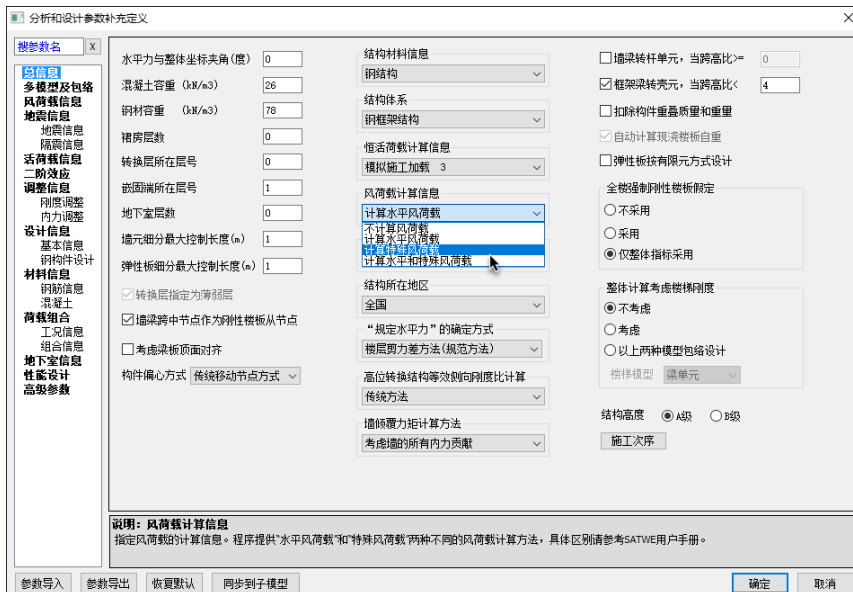 分析和设计参数补充定义
搜参数名 X
总信息
多模型及包络
风荷载信息
地震信息
地震信息
隔震信息
活荷载信息
二阶效应
调整信息
刚度调整
内力调整
设计信息
基本信息
钢构件设计
材料信息
钢筋信息
混凝土
荷载组合
工况信息
组合信息
地下室信息
性能设计
高级参数
水平力与整体坐标夹角(度) 0
混凝土容重 (kN/m3) 26
钢材容重 (kN/m3) 78
裙房层数 0
转换层所在层号 0
嵌固端所在层号 1
地下室层数 0
墙元细分最大控制长度(m) 1
弹性板细分最大控制长度(m) 1
转换层指定为薄弱层
墙梁跨中节点作为刚性楼板从节点
考虑梁板顶面对齐
构件偏心方式 传统移动节点方式
结构材料信息
钢结构
结构体系
钢框架结构
恒活荷载计算信息
模拟施工加载 3
风荷载计算信息
计算水平风荷载
不计算风荷载
计算水平风荷载
计算特殊风荷载
计算水平和特殊风荷载
结构所在地区
全国
“规定水平力”的确定方式
楼层剪力差方法(规范方法)
高位转换结构等效侧向刚度比计算
传统方法
墙倾覆力矩计算方法
考虑墙的所有内力贡献
墙梁转杆单元，当跨高比>= 0
框架梁转壳元，当跨高比< 4
扣除构件重叠质量和重量
自动计算现浇楼板自重
弹性板按有限元方式设计
全楼强制刚性楼板假定
不采用
采用
仅整体指标采用
整体计算考虑楼梯刚度
不考虑
考虑
以上两种模型包络设计
楼梯模型 梁单元
结构高度 A级 B级
施工次序
说明：风荷载计算信息
指定风荷载的计算信息。程序提供“水平风荷载”和“特殊风荷载”两种不同的风荷载计算方法，具体区别请参考SATWE用户手册。
参数导入 参数导出 恢复默认 同步到子模型 确定 取消